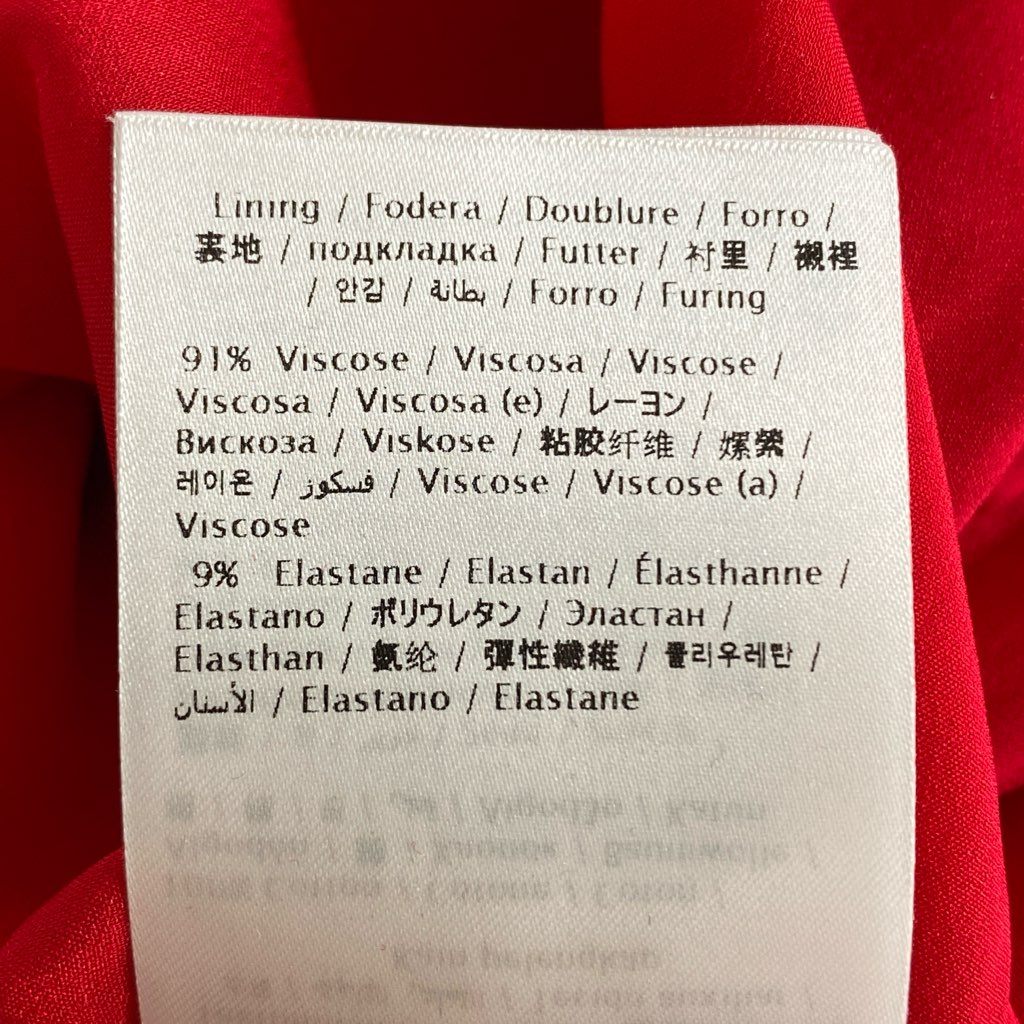 Lining / Fodera / Doublure / Forro /
裏地 / подкладка / Futter / 衬里 / 襯裡
/ 안감 / بطانة / Forro / Furing
91% Viscose / Viscosa / Viscose /
Viscosa / Viscosa (e) / レーヨン /
Вискоза / Viskose / 粘胶纤维 / 嫘縈 /
레이온 / فسكوز / Viscose / Viscose (a) /
Viscose
9% Elastane / Elastan / Élasthanne /
Elastano / ポリウレタン / Эластан /
Elasthan / 氨纶 / 彈性纖維 / 폴리우레탄 /
الأستان / Elastano / Elastane